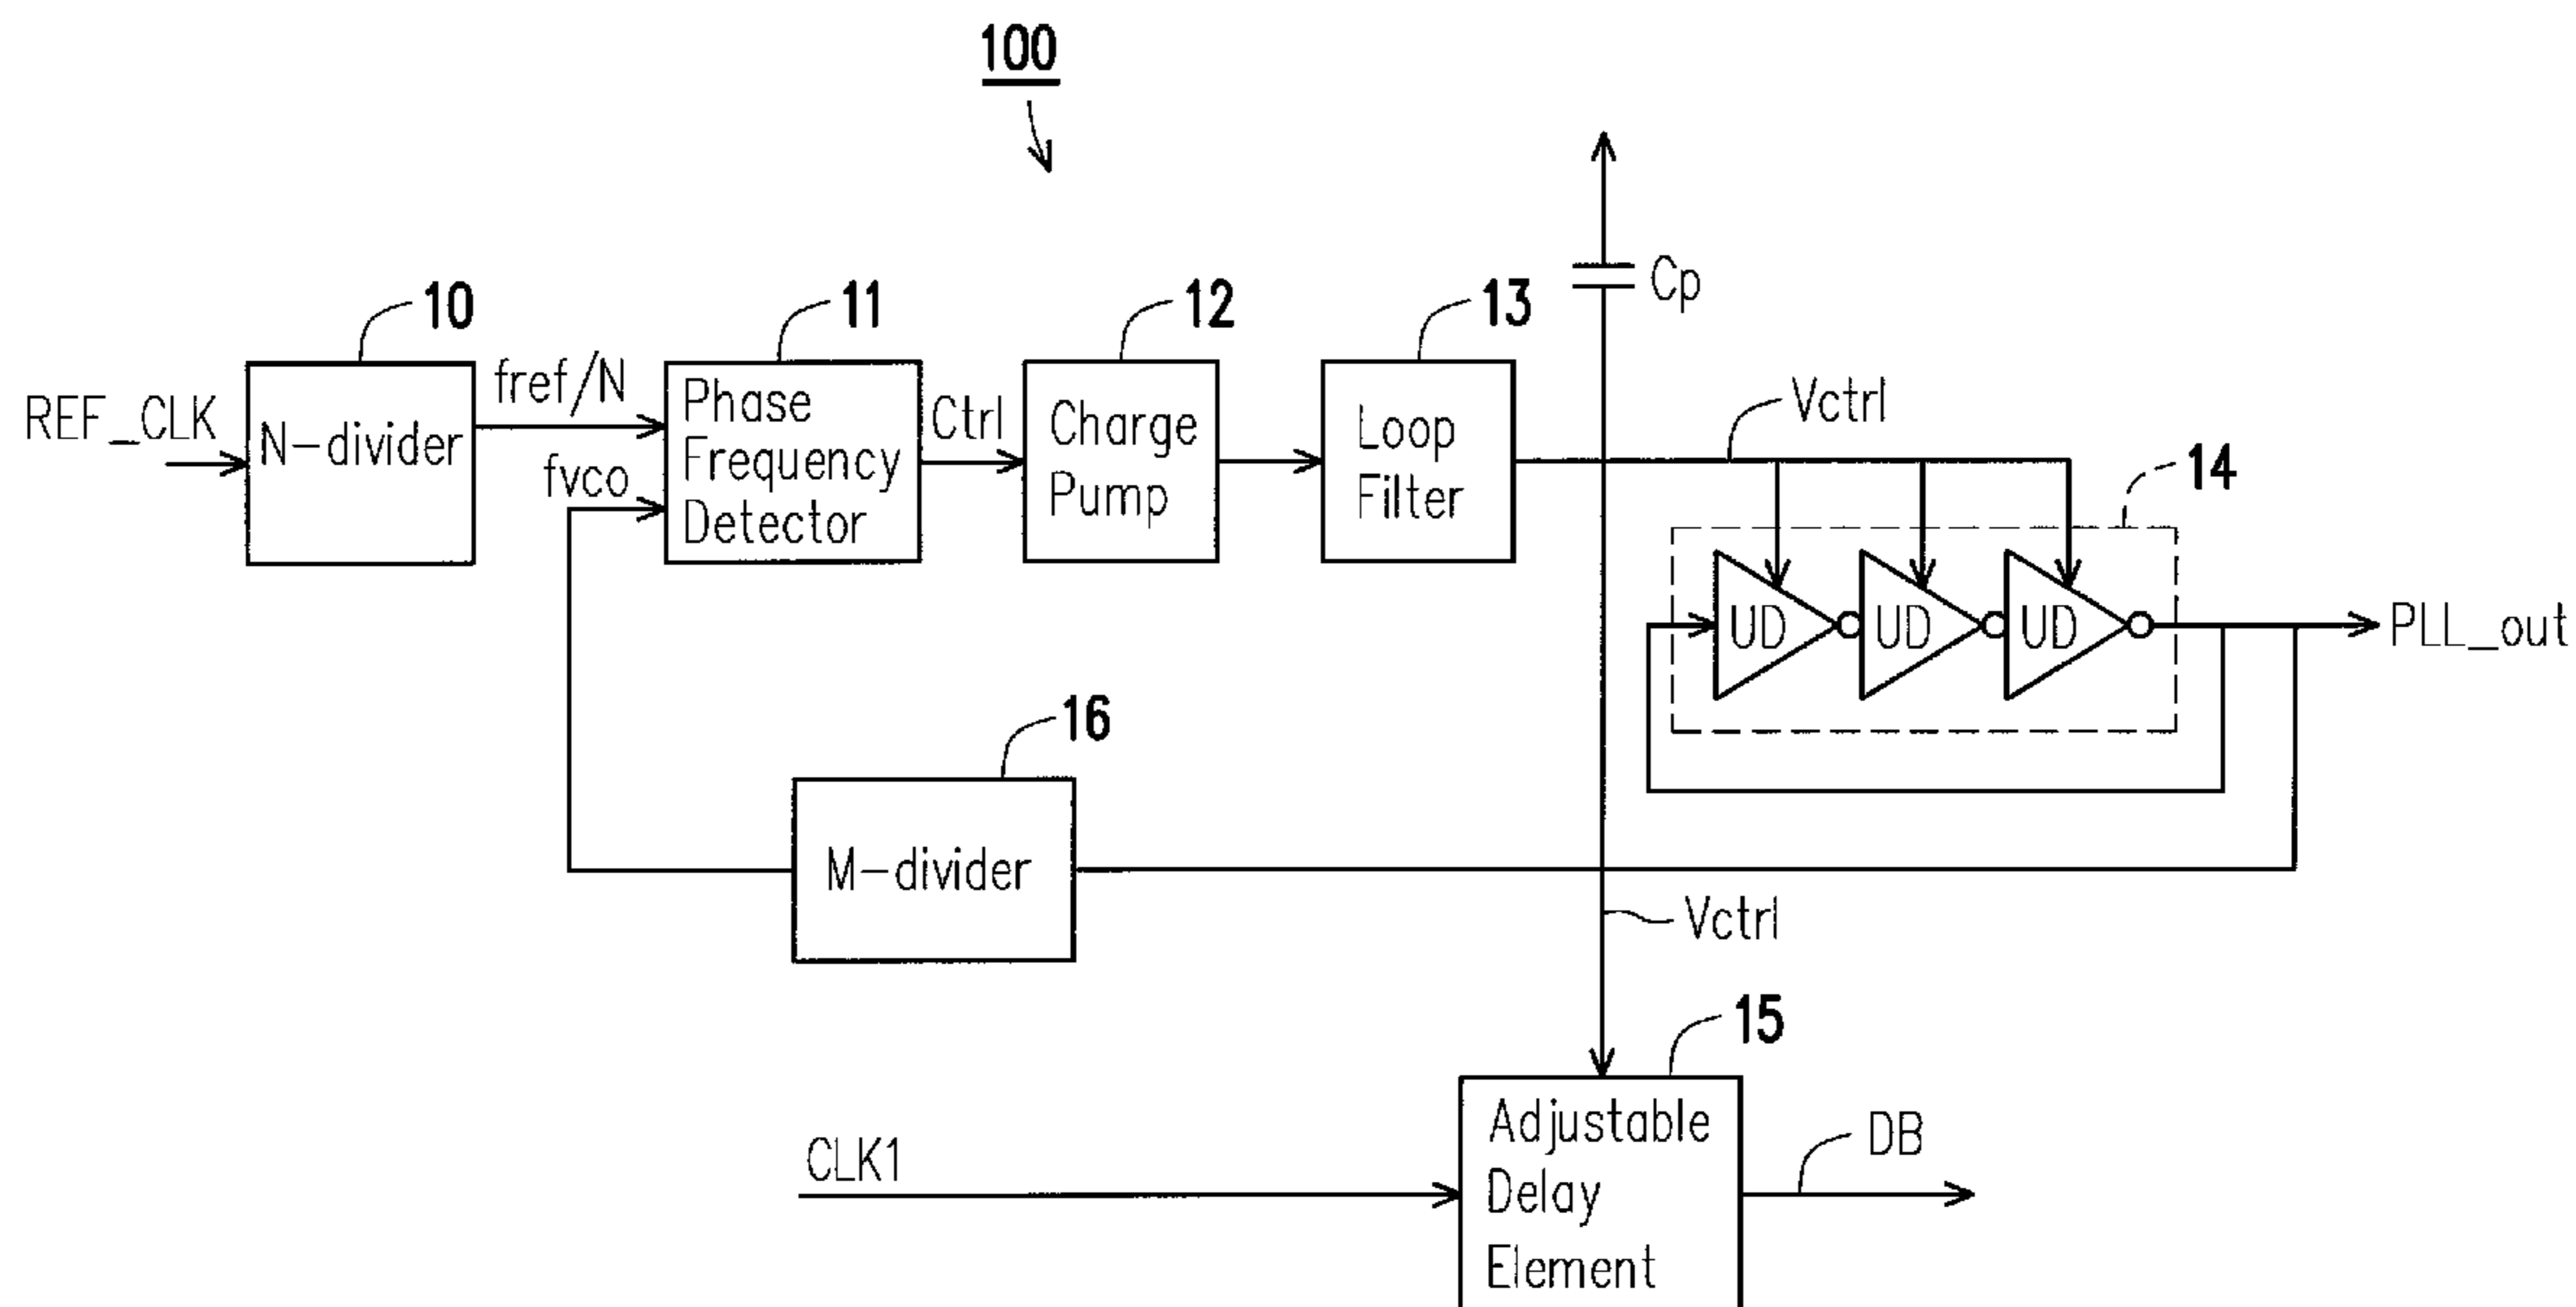 100
Cp
10
11
12
13
REF_CLK
N-divider
fref/N
fvco
Phase
Frequency
Detector
Ctrl
Charge
Pump
Loop
Filter
Vctrl
14
UD
UD
UD
PLL_out
16
M-divider
Vctrl
15
CLK1
Adjustable
Delay
Element
DB